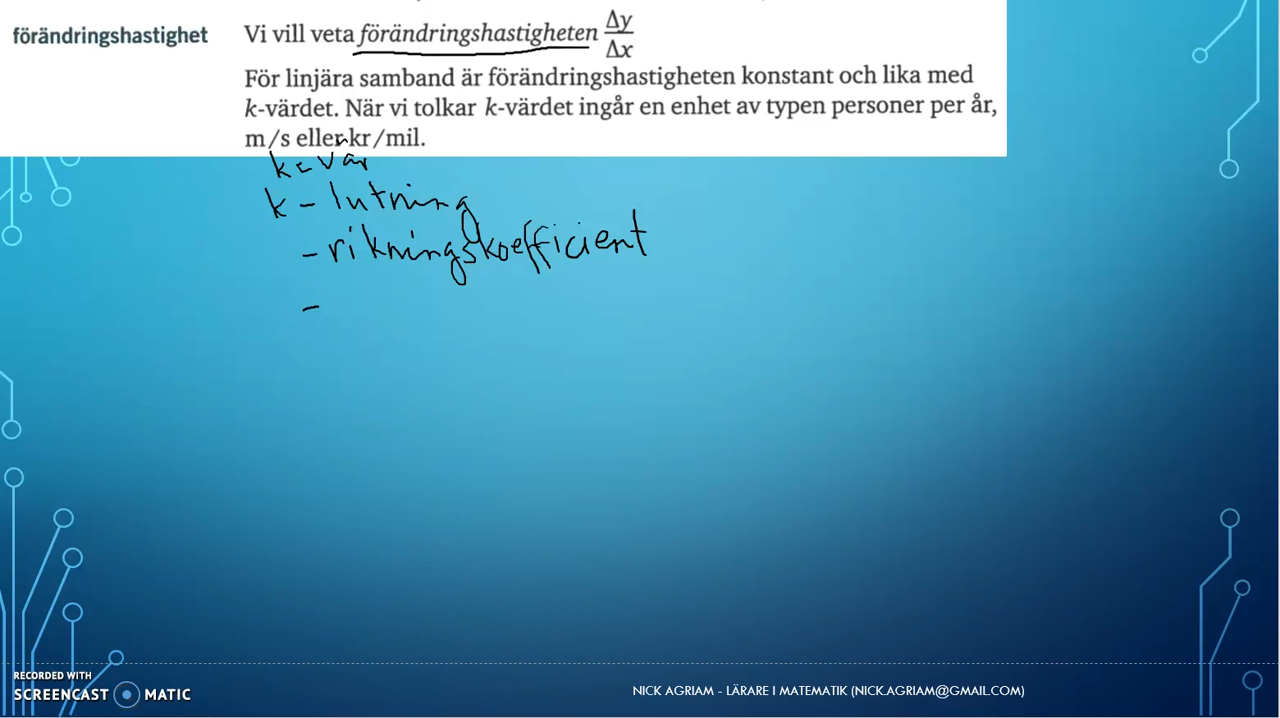 förändringshastighet Vi vill veta förändringshastigheten Δy/Δx
För linjära samband är förändringshastigheten konstant och lika med
k-värdet. När vi tolkar k-värdet ingår en enhet av typen personer per år,
m/s eller kr/mil.
k = vär
k - lutning
- rikningskoefficient
-
RECORDED WITH
SCREENCAST MATIC
NICK AGRIAM - LÄRARE I MATEMATIK (NICK.AGRIAM@GMAIL.COM)